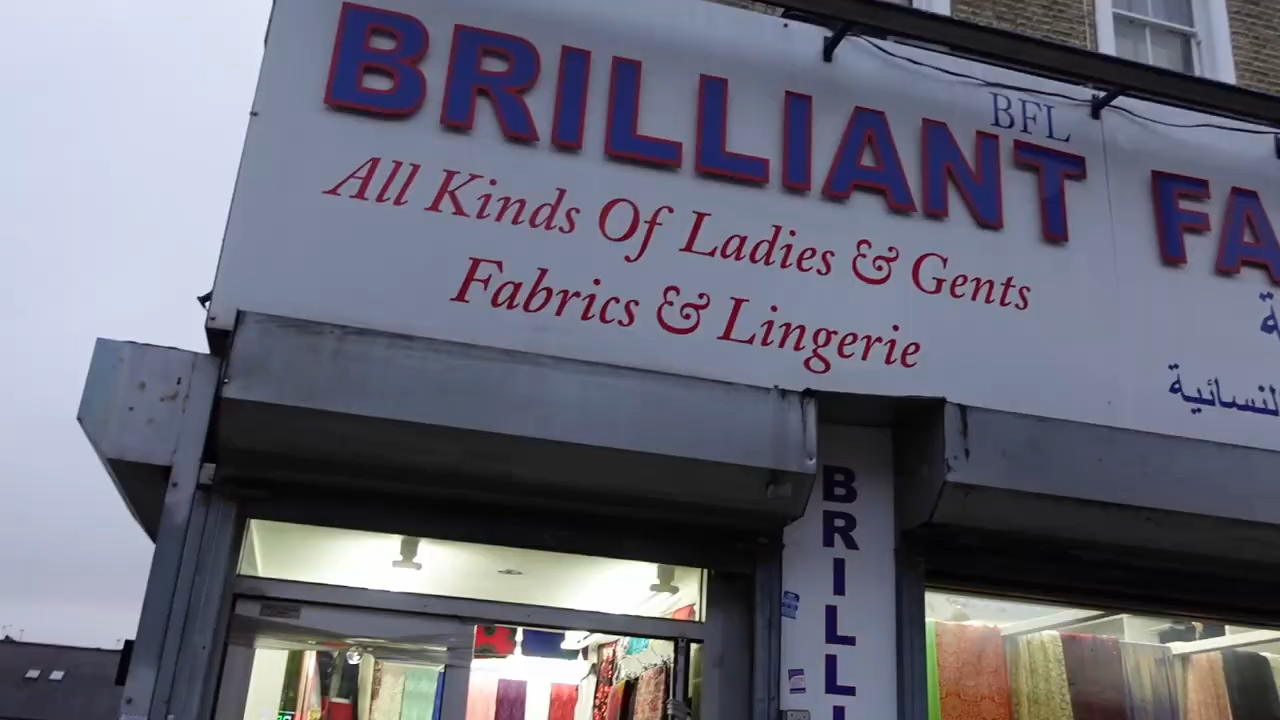 BFL
BRILLIANT FA
All Kinds Of Ladies & Gents
Fabrics & Lingerie
النسائية
BRILLI